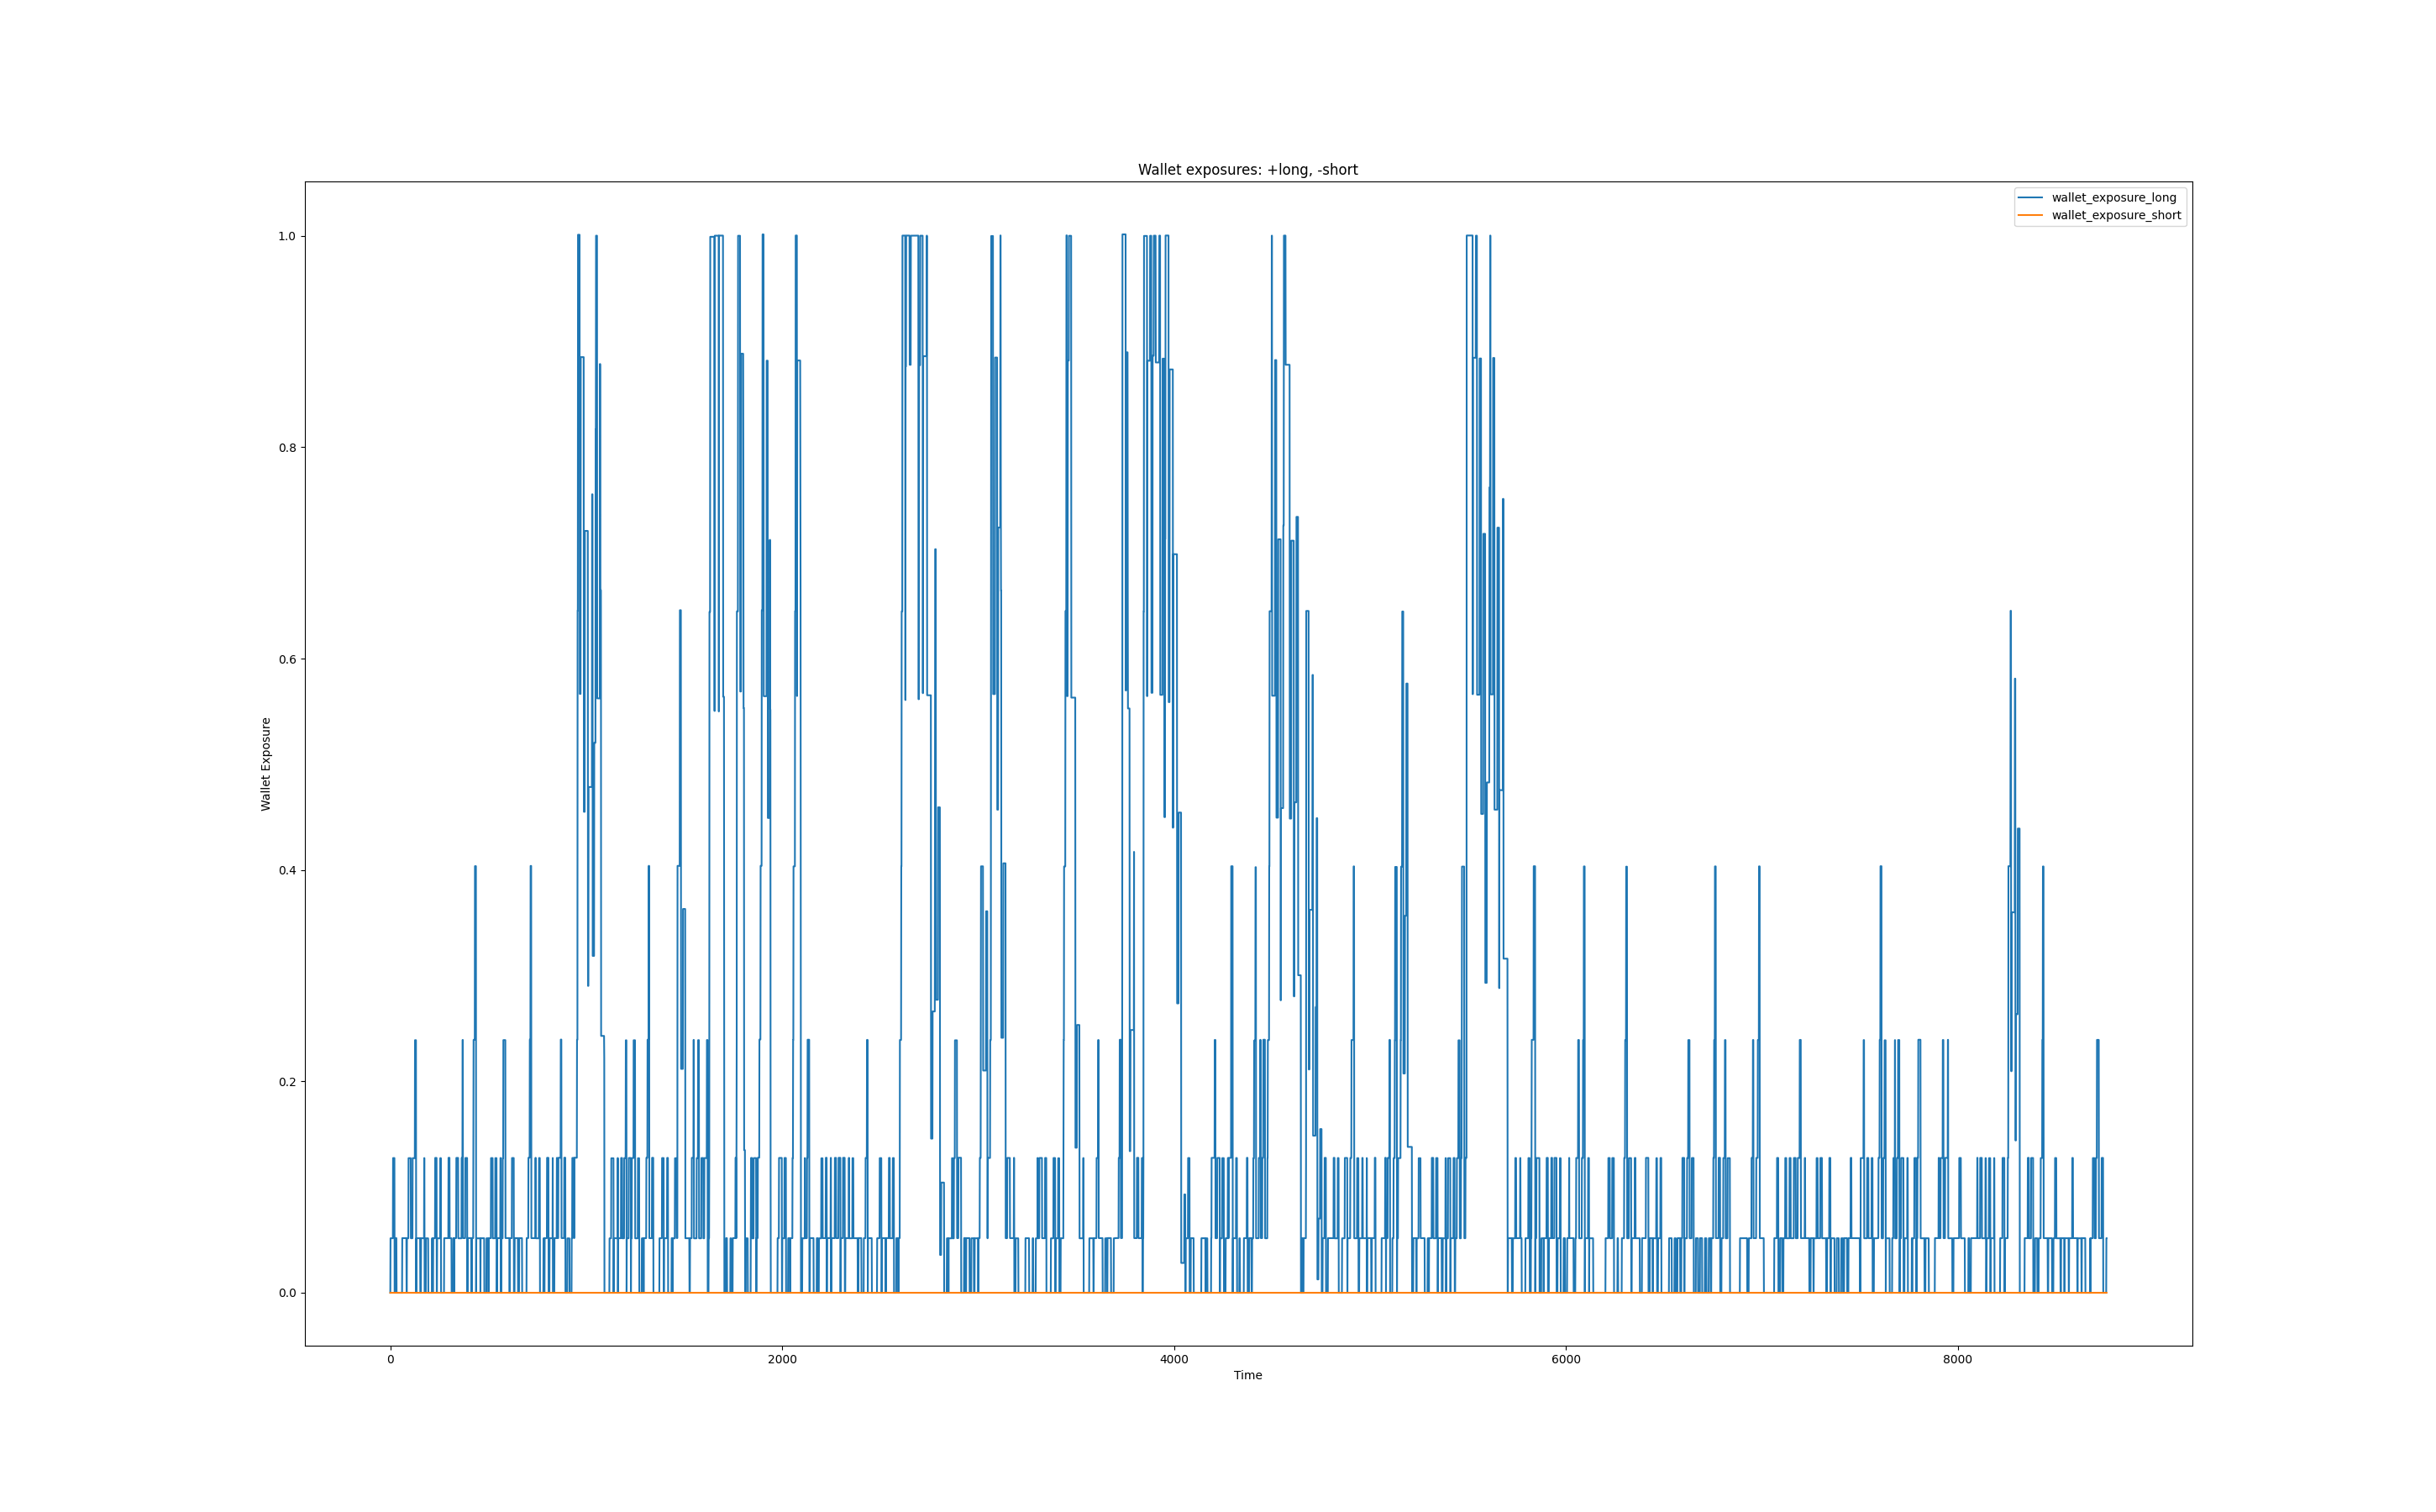 Wallet exposures: +long, -short
wallet_exposure_long
wallet_exposure_short
1.0
0.8
0.6
0.4
0.2
0.0
Wallet Exposure
0 2000 4000 6000 8000
Time